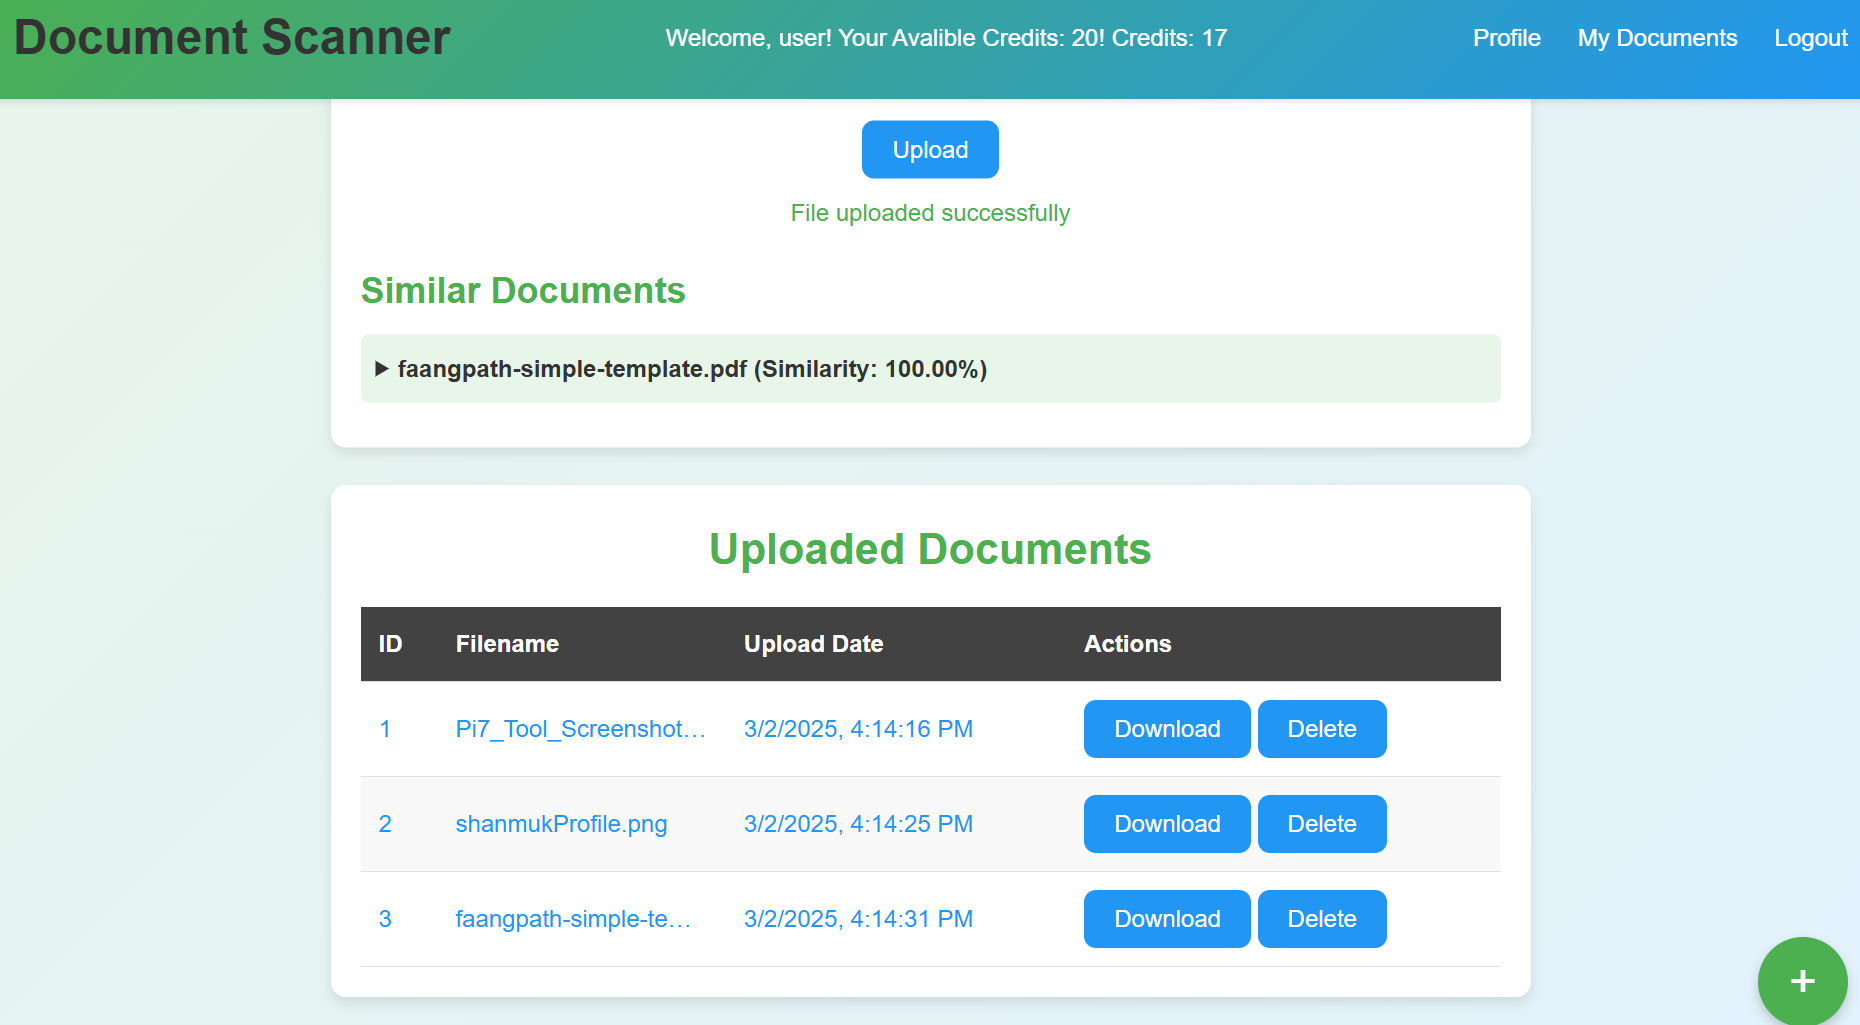 Document Scanner
Welcome, user! Your Avalible Credits: 20! Credits: 17
Profile
My Documents
Logout
Upload
File uploaded successfully
Similar Documents
▶ faangpath-simple-template.pdf (Similarity: 100.00%)
Uploaded Documents
ID Filename Upload Date Actions
1 Pi7_Tool_Screenshot… 3/2/2025, 4:14:16 PM Download Delete
2 shanmukProfile.png 3/2/2025, 4:14:25 PM Download Delete
3 faangpath-simple-te… 3/2/2025, 4:14:31 PM Download Delete
+